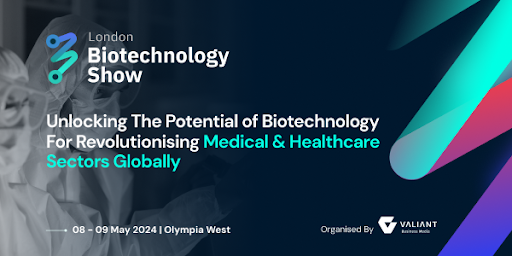 London
Biotechnology
Show
Unlocking The Potential of Biotechnology
For Revolutionising Medical & Healthcare
Sectors Globally
08 - 09 May 2024 | Olympia West
Organised By
VALIANT
Business Media